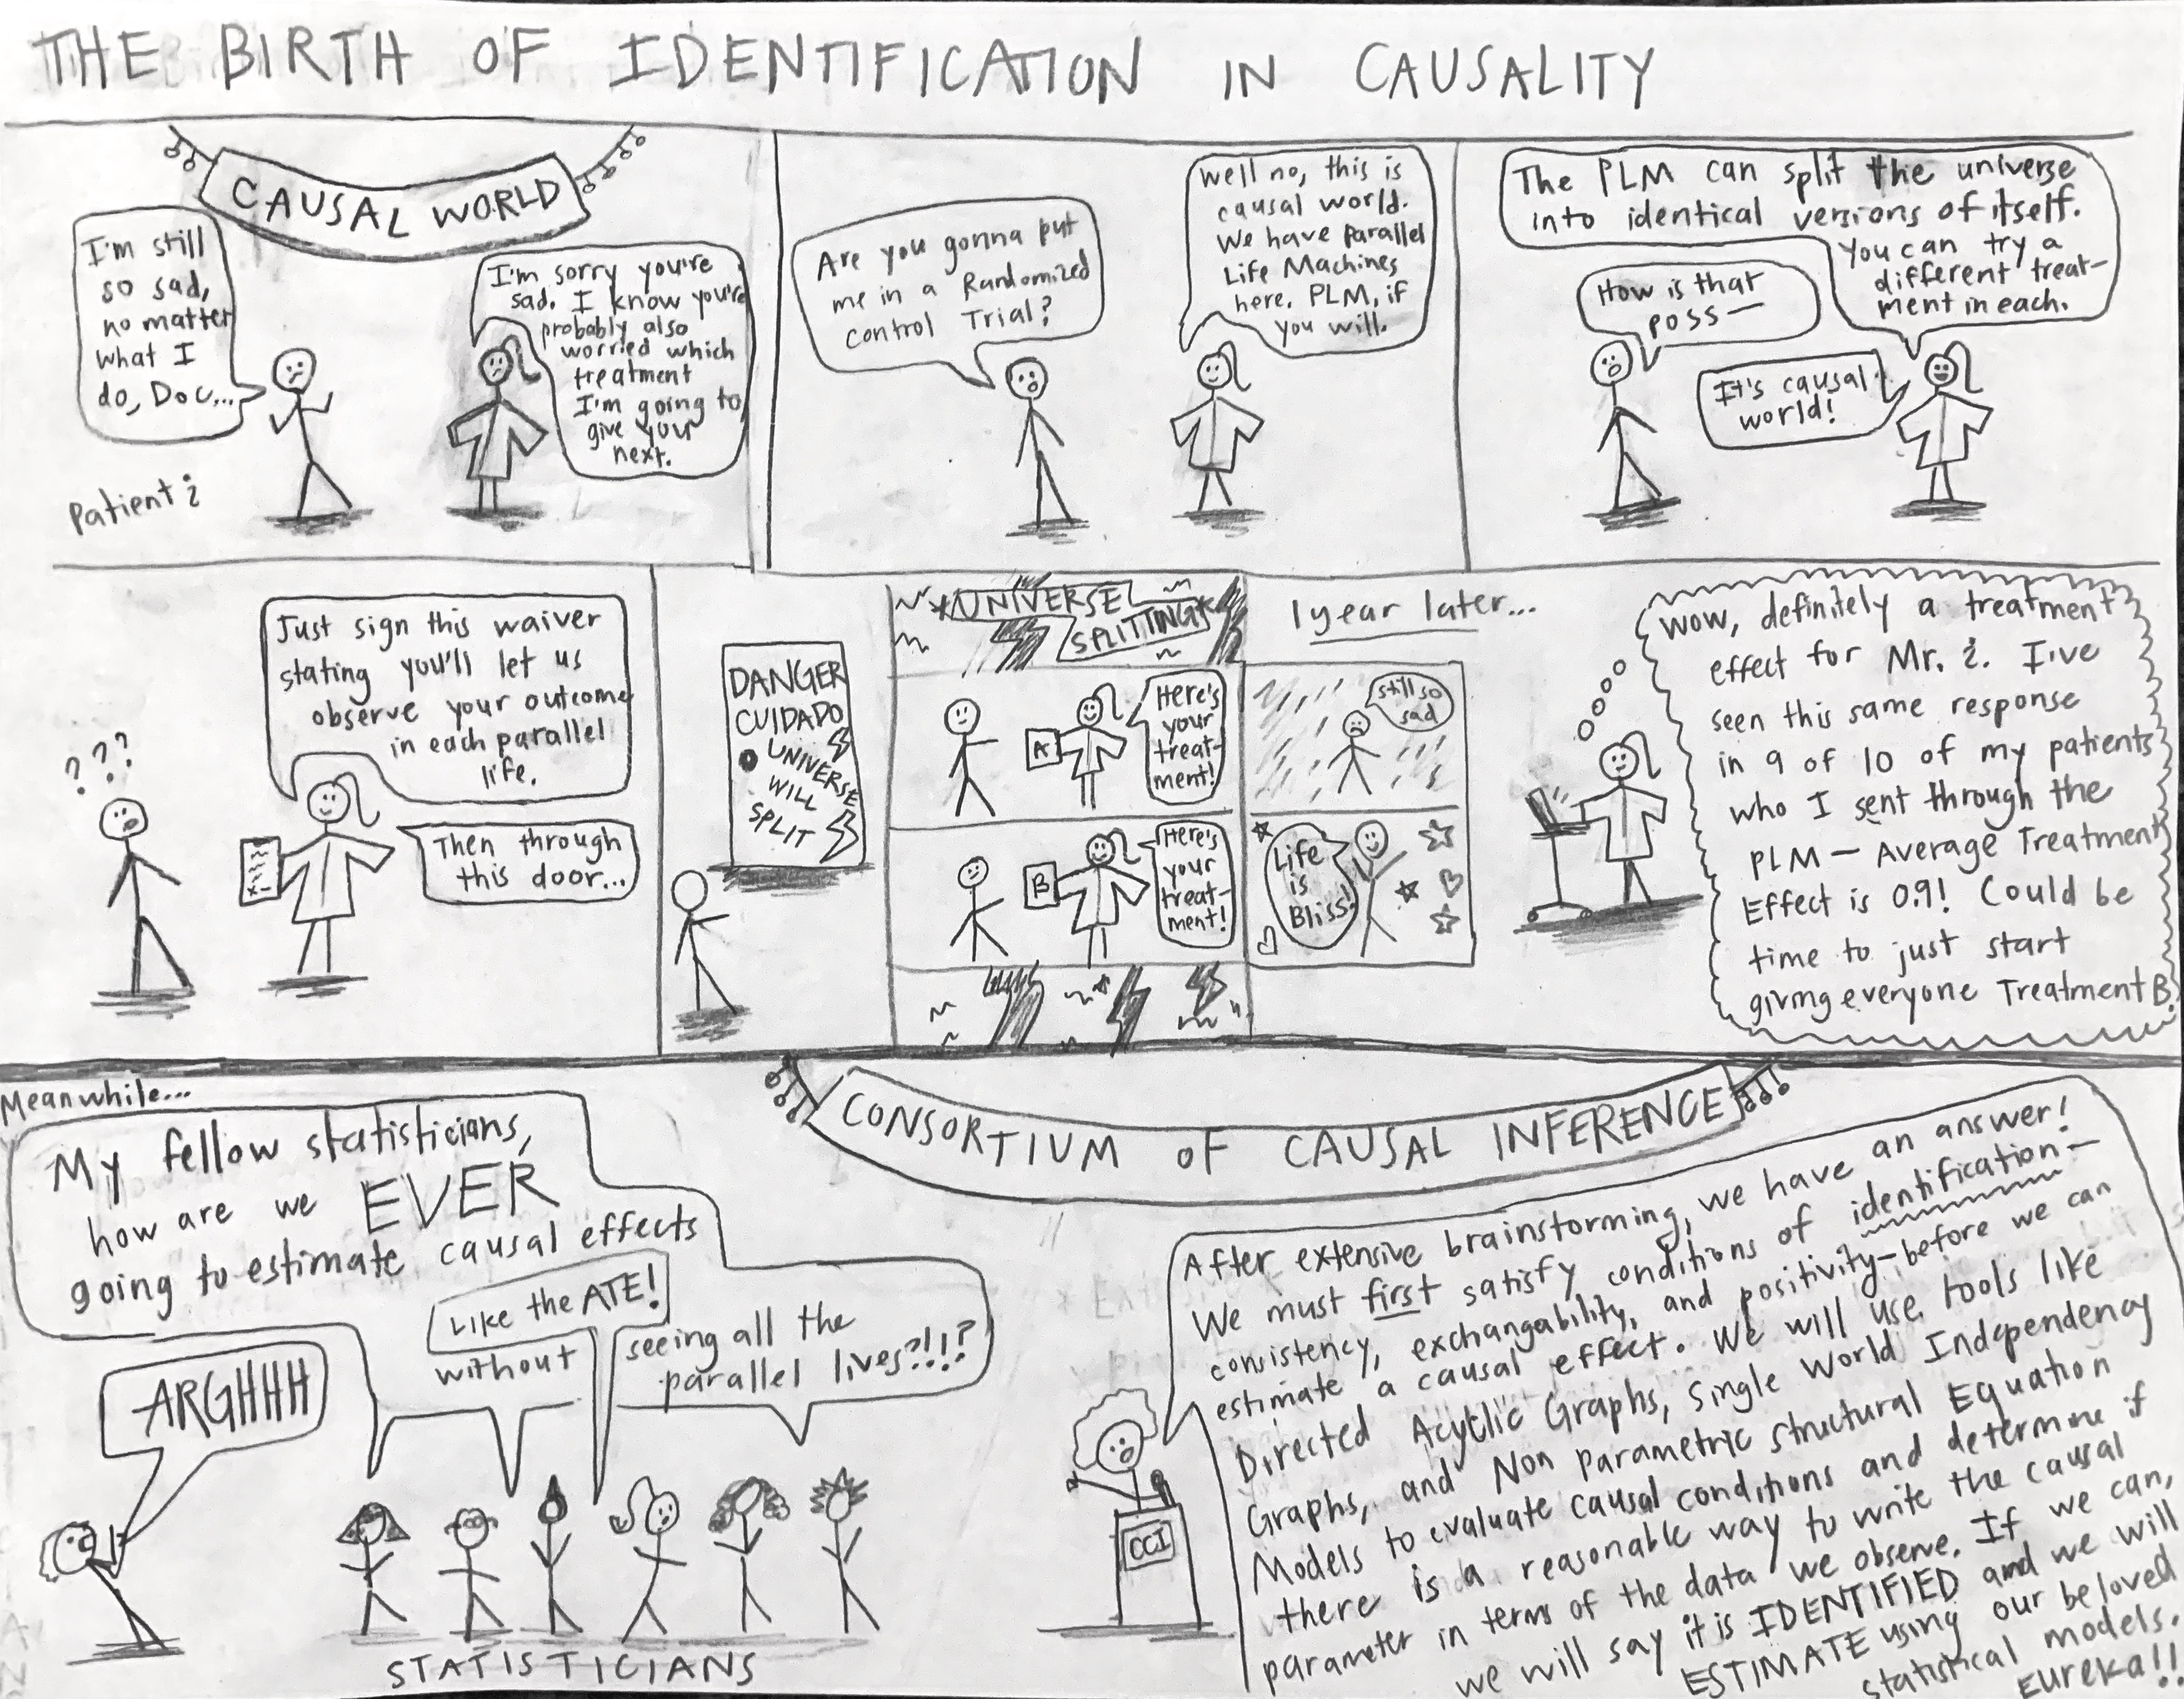 THE BIRTH OF IDENTIFICATION IN CAUSALITY
CAUSAL WORLD
I'm still
so sad,
no matter
what I
do, Doc...
I'm sorry you're
sad. I know you're
probably also
worried which
treatment
I'm going to
give you
next.
Patient i
Are you gonna put
me in a Randomized
control Trial?
well no, this is
causal world.
We have Parallel
Life Machines
here. PLM, if
you will.
The PLM can split the universe
into identical versions of itself.
You can try a
different treat-
ment in each.
How is that
poss—
It's causal
world!
???
Just sign this waiver
stating you'll let us
observe your outcome
in each parallel
life.
Then through
this door...
DANGER
CUIDADO
UNIVERSE
WILL
SPLIT
*UNIVERSE
SPLITTING*
A
Here's
your
treat-
ment!
B
Here's
your
treat-
ment!
1 year later...
still so
sad
Life
is
Bliss!
Wow, definitely a treatment
effect for Mr. i. I've
seen this same response
in 9 of 10 of my patients
who I sent through the
PLM — Average Treatment
Effect is 0.9! Could be
time to just start
giving everyone Treatment B.
Meanwhile...
My fellow statisticians,
how are we EVER
going to estimate causal effects
Like the ATE!
without
seeing all the
parallel lives?!!?
ARGHHH
STATISTICIANS
CONSORTIUM OF CAUSAL INFERENCE
After extensive brainstorming, we have an answer!
We must first satisfy conditions of identification—
consistency, exchangability, and positivity—before we can
estimate a causal effect. We will use tools like
Directed Acyclic Graphs, Single World Independency
Graphs, and Non Parametric Structural Equation
Models to evaluate causal conditions and determine if
there is a reasonable way to write the causal
parameter in terms of the data we observe. If we can,
we will say it is IDENTIFIED and we will
ESTIMATE using our beloved
statistical models.
Eureka!!
CCI